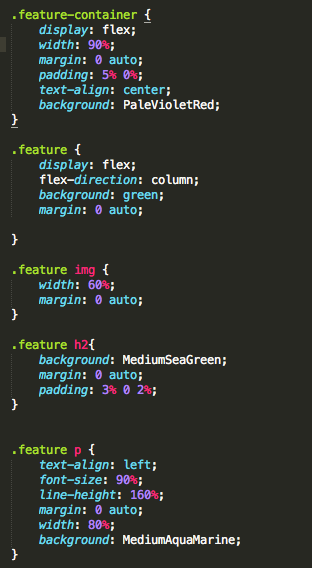 .feature-container {
    display: flex;
    width: 90%;
    margin: 0 auto;
    padding: 5% 0%;
    text-align: center;
    background: PaleVioletRed;
}
.feature {
    display: flex;
    flex-direction: column;
    background: green;
    margin: 0 auto;
}
.feature img {
    width: 60%;
    margin: 0 auto;
}
.feature h2{
    background: MediumSeaGreen;
    margin: 0 auto;
    padding: 3% 0 2%;
}
.feature p {
    text-align: left;
    font-size: 90%;
    line-height: 160%;
    margin: 0 auto;
    width: 80%;
    background: MediumAquaMarine;
}